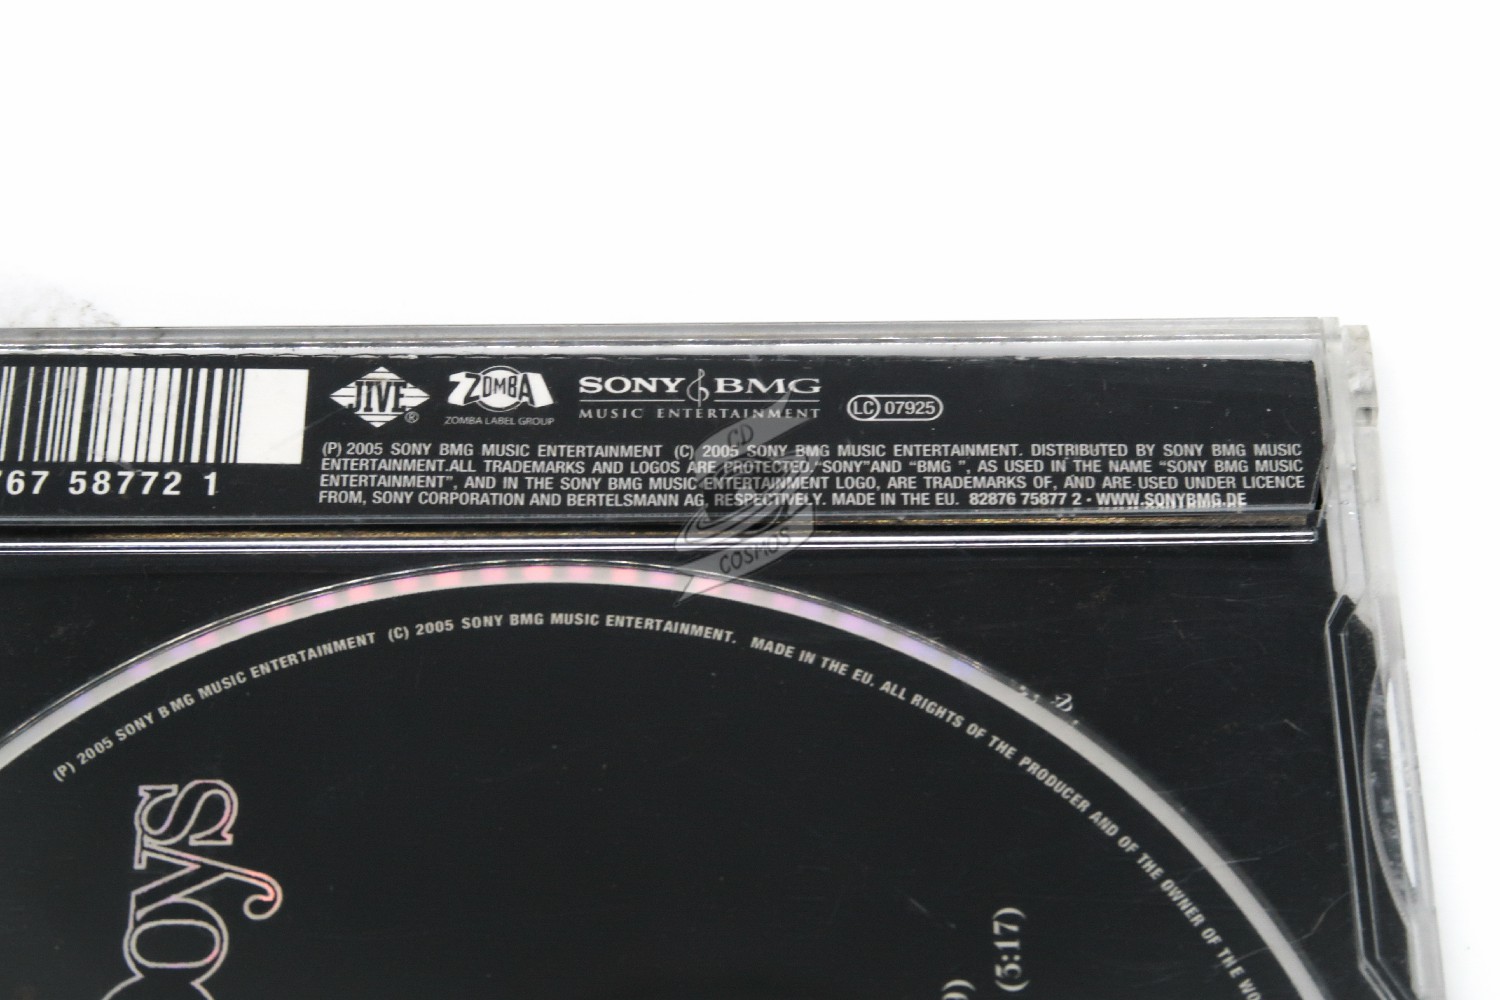 JIVE ®
ZOMBA
ZOMBA LABEL GROUP
SONY BMG
MUSIC ENTERTAINMENT
LC 07925
767 58772 1
(P) 2005 SONY BMG MUSIC ENTERTAINMENT (C) 2005 SONY BMG MUSIC ENTERTAINMENT. DISTRIBUTED BY SONY BMG MUSIC
ENTERTAINMENT.ALL TRADEMARKS AND LOGOS ARE PROTECTED."SONY"AND "BMG ", AS USED IN THE NAME "SONY BMG MUSIC
ENTERTAINMENT", AND IN THE SONY BMG MUSIC ENTERTAINMENT LOGO, ARE TRADEMARKS OF, AND ARE USED UNDER LICENCE
FROM, SONY CORPORATION AND BERTELSMANN AG, RESPECTIVELY. MADE IN THE EU. 82876 75877 2 - WWW.SONYBMG.DE
CD
COSMOS
(P) 2005 SONY BMG MUSIC ENTERTAINMENT (C) 2005 SONY BMG MUSIC ENTERTAINMENT. MADE IN THE EU. ALL RIGHTS OF THE PRODUCER AND OF THE OWNER OF THE WO
oys
(5:17)